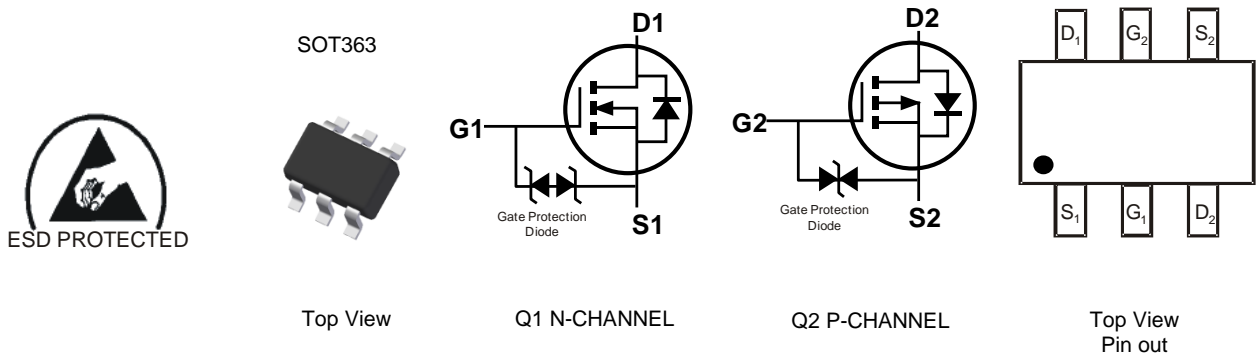 ESD PROTECTED
SOT363
Top View
D1
G1
Gate Protection
Diode
S1
Q1 N-CHANNEL
D2
G2
Gate Protection
Diode
S2
Q2 P-CHANNEL
D₁ G₂ S₂
S₁ G₁ D₂
Top View
Pin out